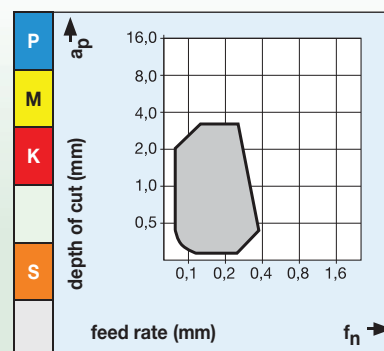 P
M
K
S
ap
depth of cut (mm)
16,0
8,0
4,0
2,0
1,0
0,5
0,1 0,2 0,4 0,8 1,6
feed rate (mm) fn